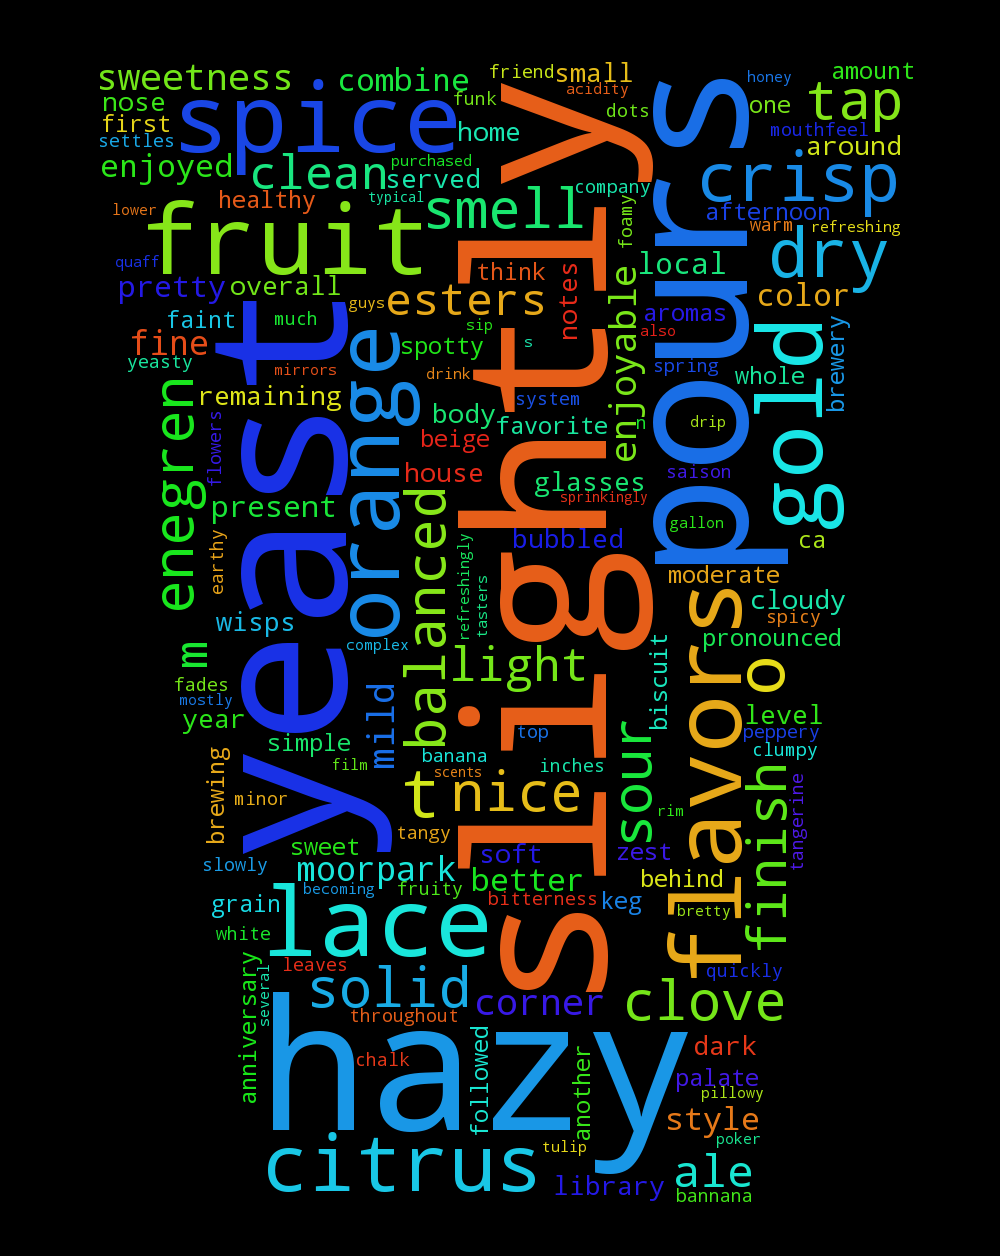 sweetness
combine
friend
small
honey
amount
nose
spice
funk
acidity
dots
one
tap
first
settles
home
mouthfeel
around
enjoyed
clean
purchased
served
company
crisp
lower
healthy
typical
smell
foamy
afternoon
warm
refreshing
fruit
slightly
pours
dry
quaff
pretty
overall
guys
esters
think
notes
local
color
faint
much
sip
s
enjoyable
aromas
also
brewery
fine
yeasty
mirrors
spotty
drink
spring
whole
gold
remaining
orange
body
system
favorite
n
drip
enegren
flowers
yeast
beige
house
glasses
sprinkingly
saison
present
balanced
bubbled
gallon
ca
earthy
refreshingly
tasters
moderate
cloudy
wisps
complex
spicy
pronounced
m
light
biscuit
flavor
o
fades
mostly
year
mild
top
level
peppery
simple
film
banana
scents
inches
clumpy
brewing
minor
t
nice
sour
rim
finish
tangerine
tangy
slowly
sweet
moorpark
soft
zest
better
behind
becoming
fruity
bitterness
keg
bretty
grain
white
lace
leaves
quickly
anniversary
several
solid
corner
clove
throughout
hazy
chalk
followed
another
dark
palate
pillowy
style
poker
citrus
tulip
library
ale
bannana